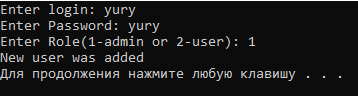 Enter login: yury
Enter Password: yury
Enter Role(1-admin or 2-user): 1
New user was added
Для продолжения нажмите любую клавишу . . .